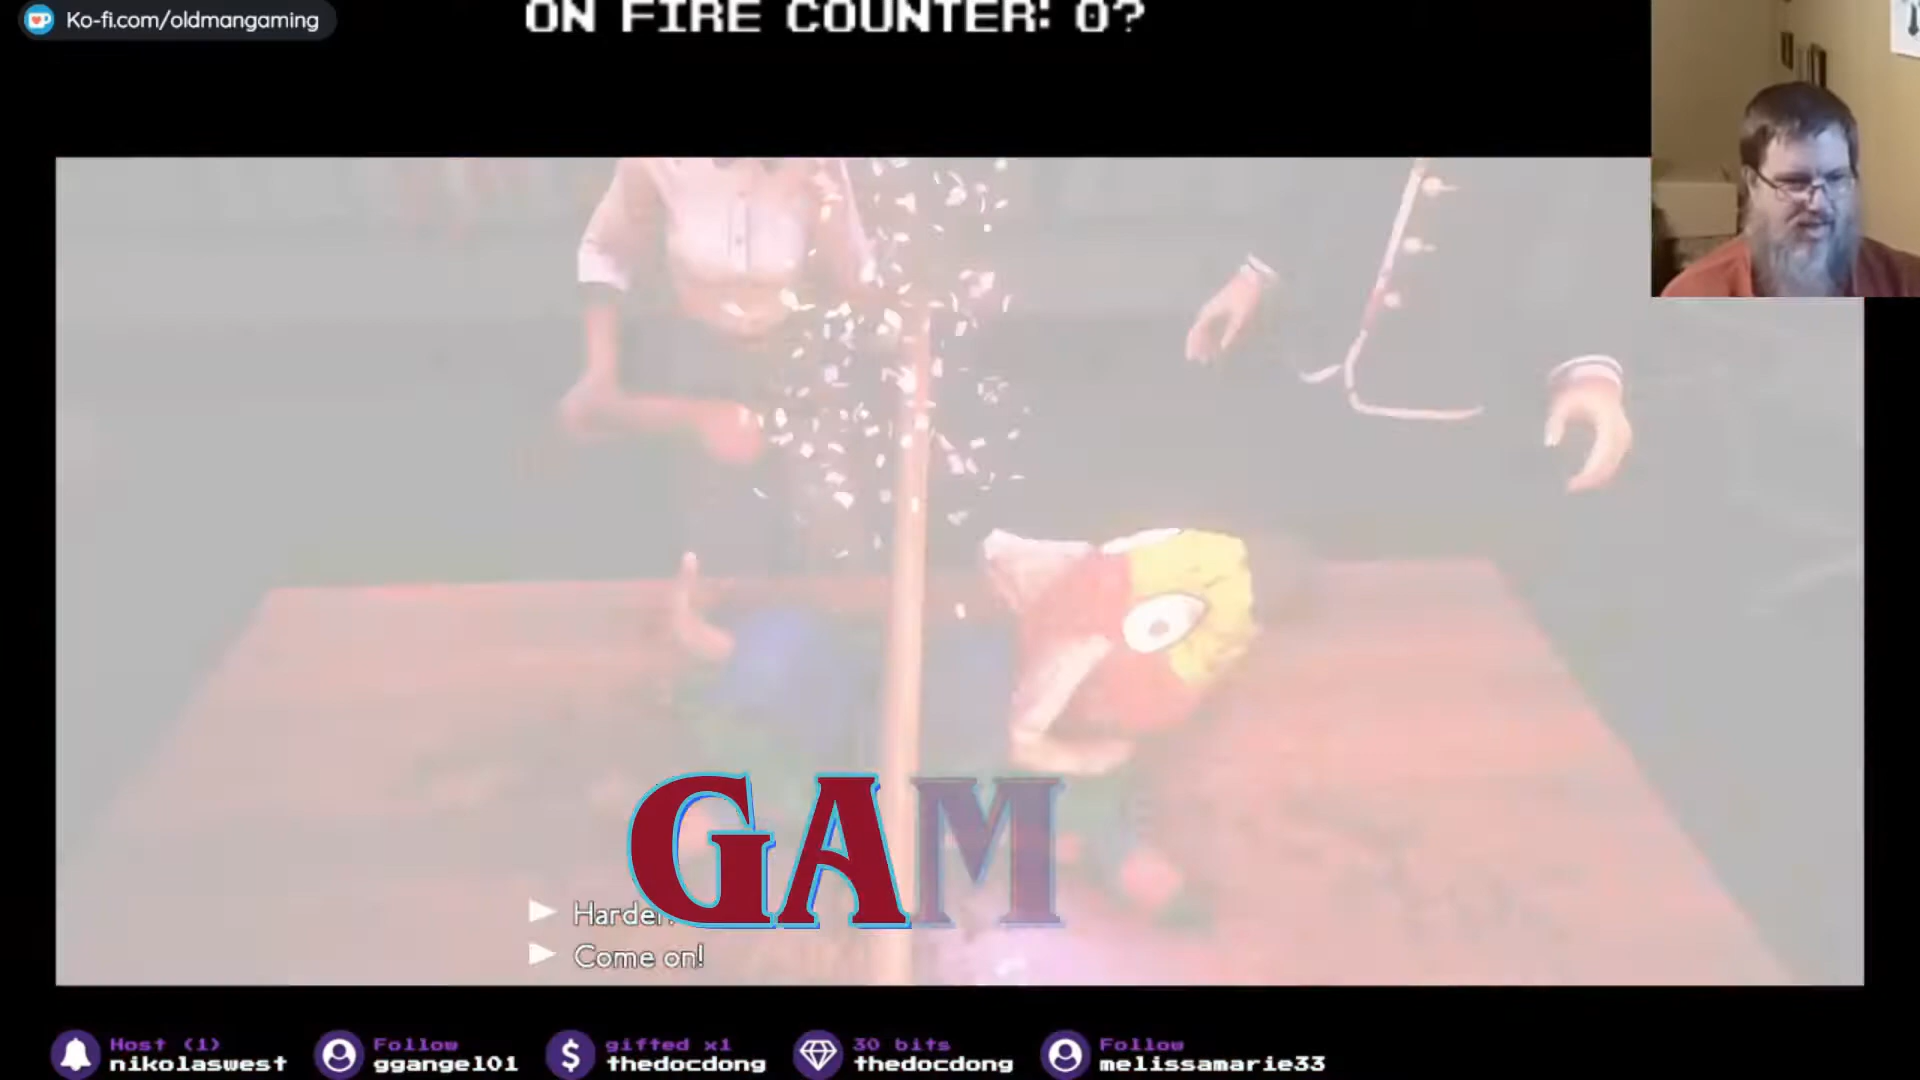 Ko-fi.com/oldmangaming
ON FIRE COUNTER: 0?
GAM
Harder
Come on!
Host (1)
nikolaswest
Follow
ggangel01
gifted x1
thedocdong
30 bits
thedocdong
Follow
melissamarie33